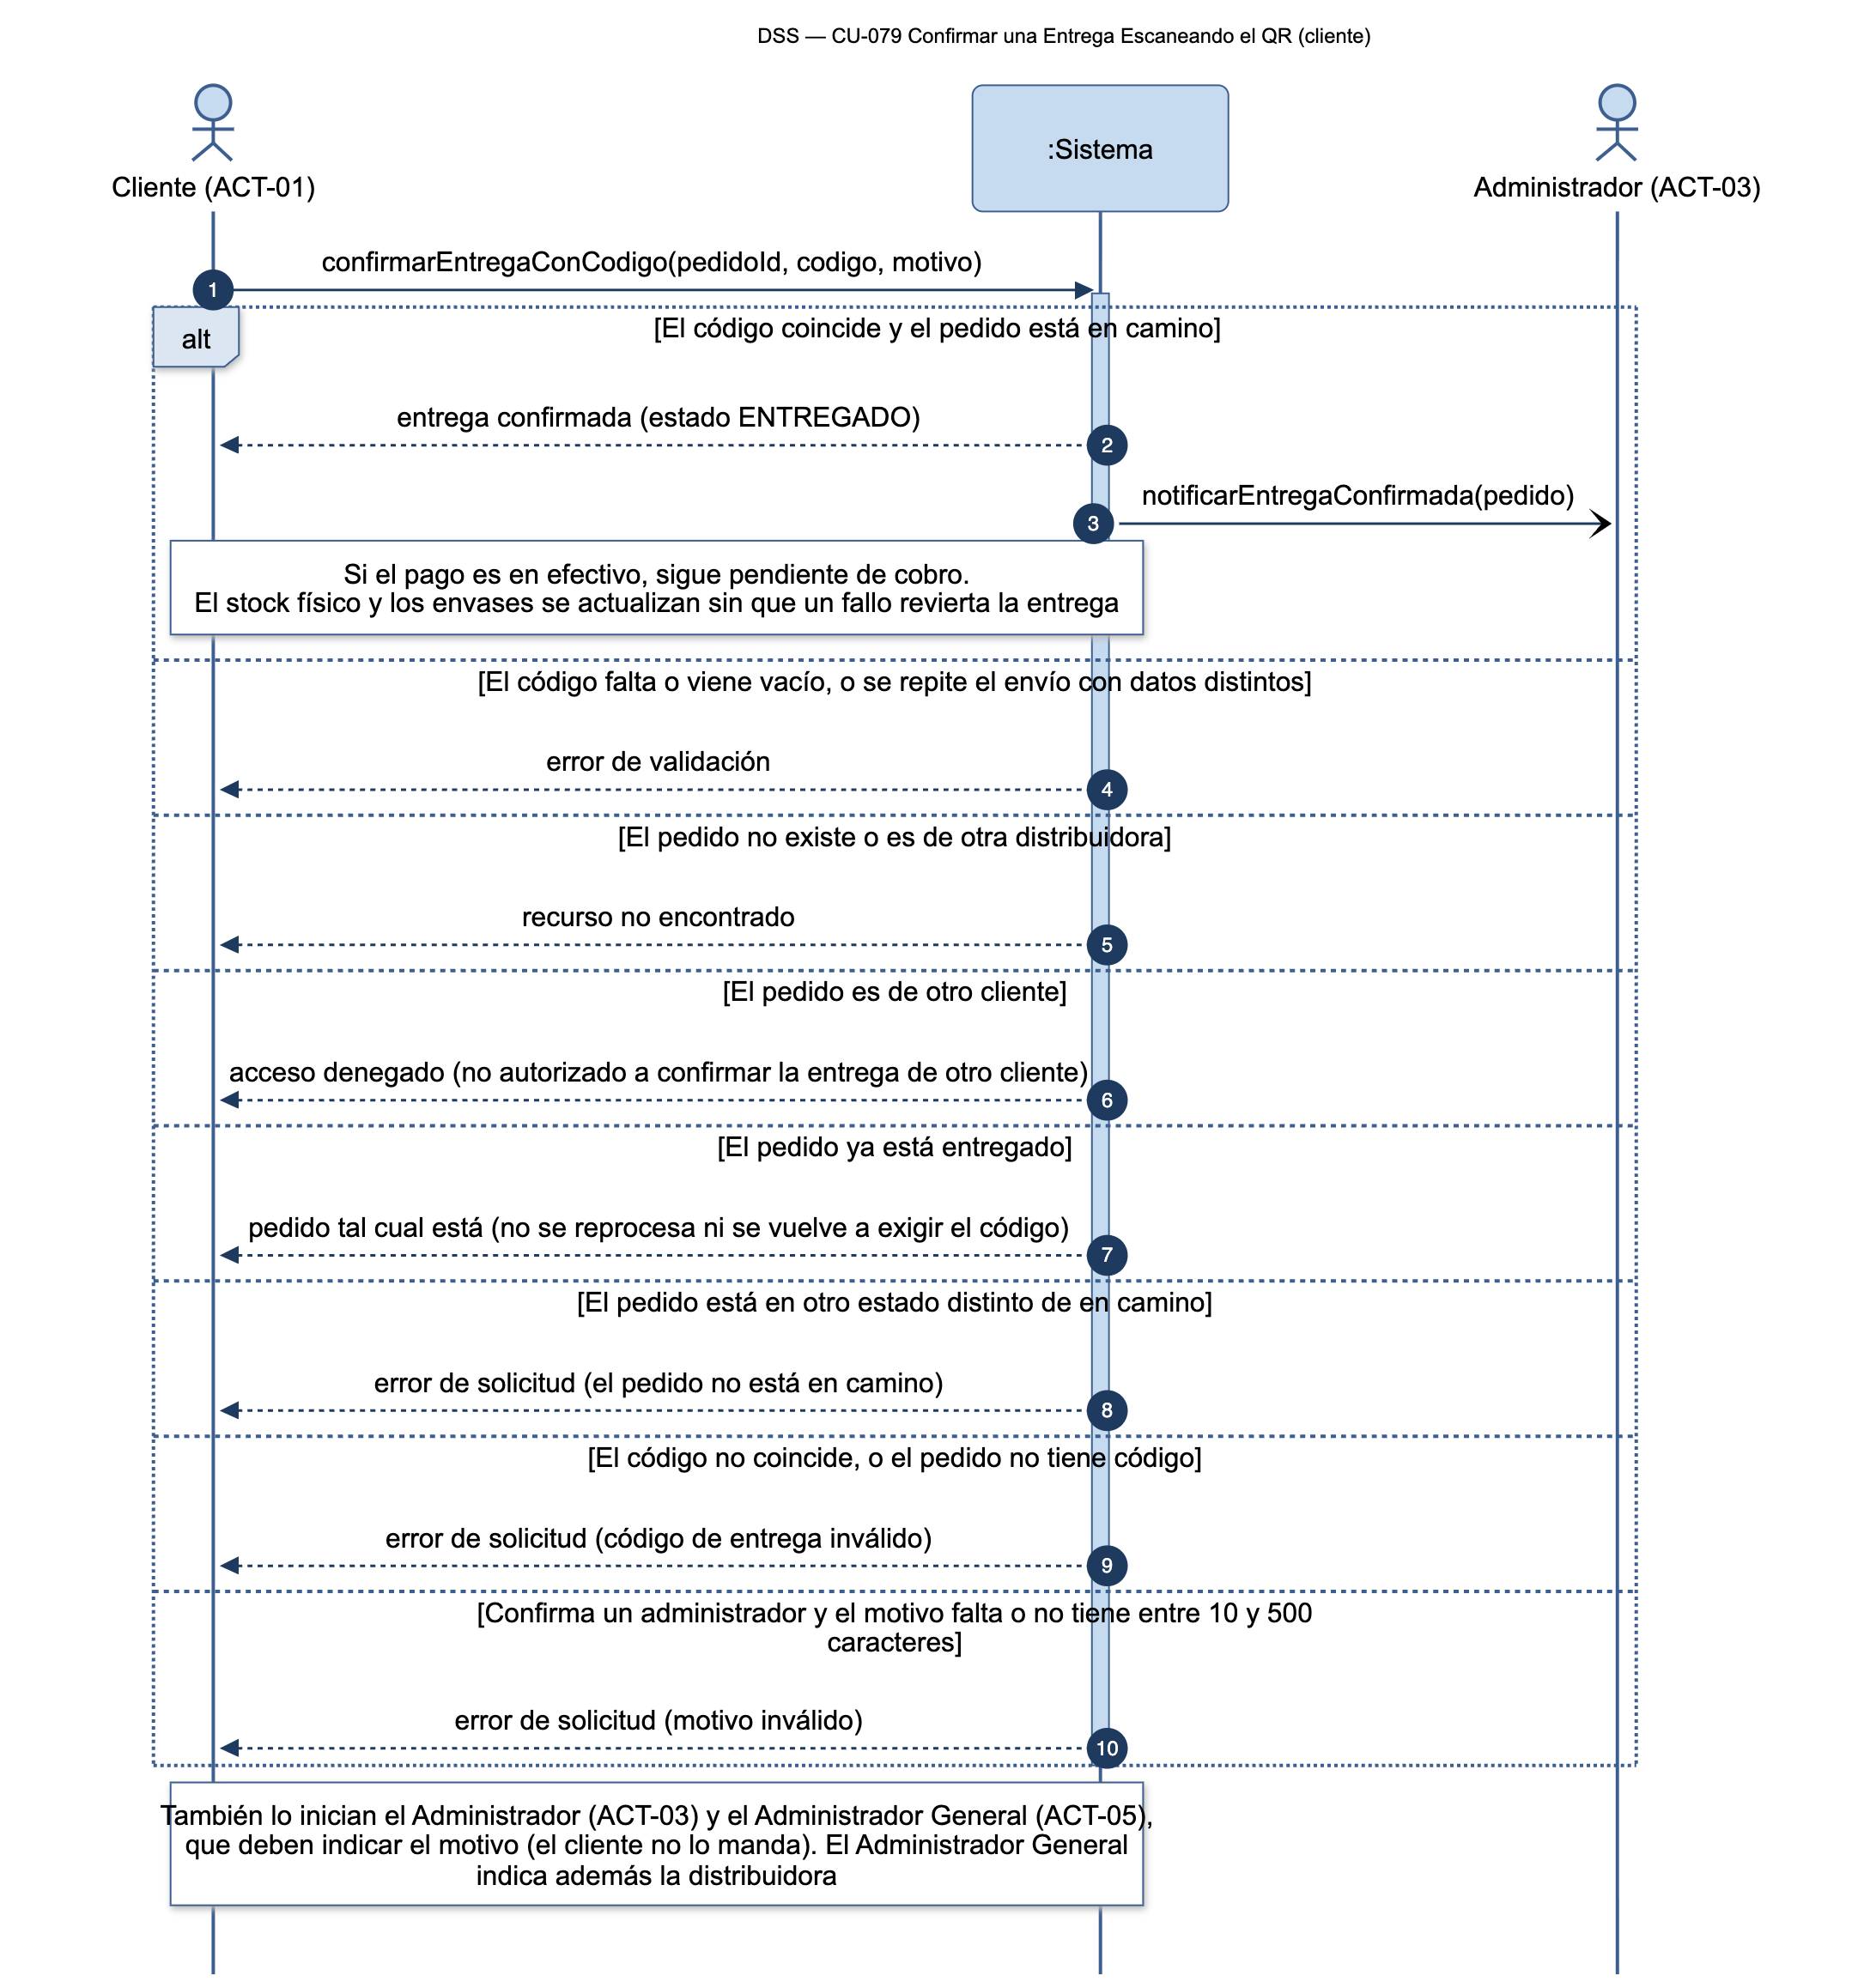 DSS — CU-079 Confirmar una Entrega Escaneando el QR (cliente)
Cliente (ACT-01)
:Sistema
Administrador (ACT-03)
confirmarEntregaConCodigo(pedidoId, codigo, motivo)
1
alt
[El código coincide y el pedido está en camino]
entrega confirmada (estado ENTREGADO)
2
notificarEntregaConfirmada(pedido)
3
Si el pago es en efectivo, sigue pendiente de cobro.
El stock físico y los envases se actualizan sin que un fallo revierta la entrega
[El código falta o viene vacío, o se repite el envío con datos distintos]
error de validación
4
[El pedido no existe o es de otra distribuidora]
recurso no encontrado
5
[El pedido es de otro cliente]
acceso denegado (no autorizado a confirmar la entrega de otro cliente)
6
[El pedido ya está entregado]
pedido tal cual está (no se reprocesa ni se vuelve a exigir el código)
7
[El pedido está en otro estado distinto de en camino]
error de solicitud (el pedido no está en camino)
8
[El código no coincide, o el pedido no tiene código]
error de solicitud (código de entrega inválido)
9
[Confirma un administrador y el motivo falta o no tiene entre 10 y 500
caracteres]
error de solicitud (motivo inválido)
10
También lo inician el Administrador (ACT-03) y el Administrador General (ACT-05),
que deben indicar el motivo (el cliente no lo manda). El Administrador General
indica además la distribuidora